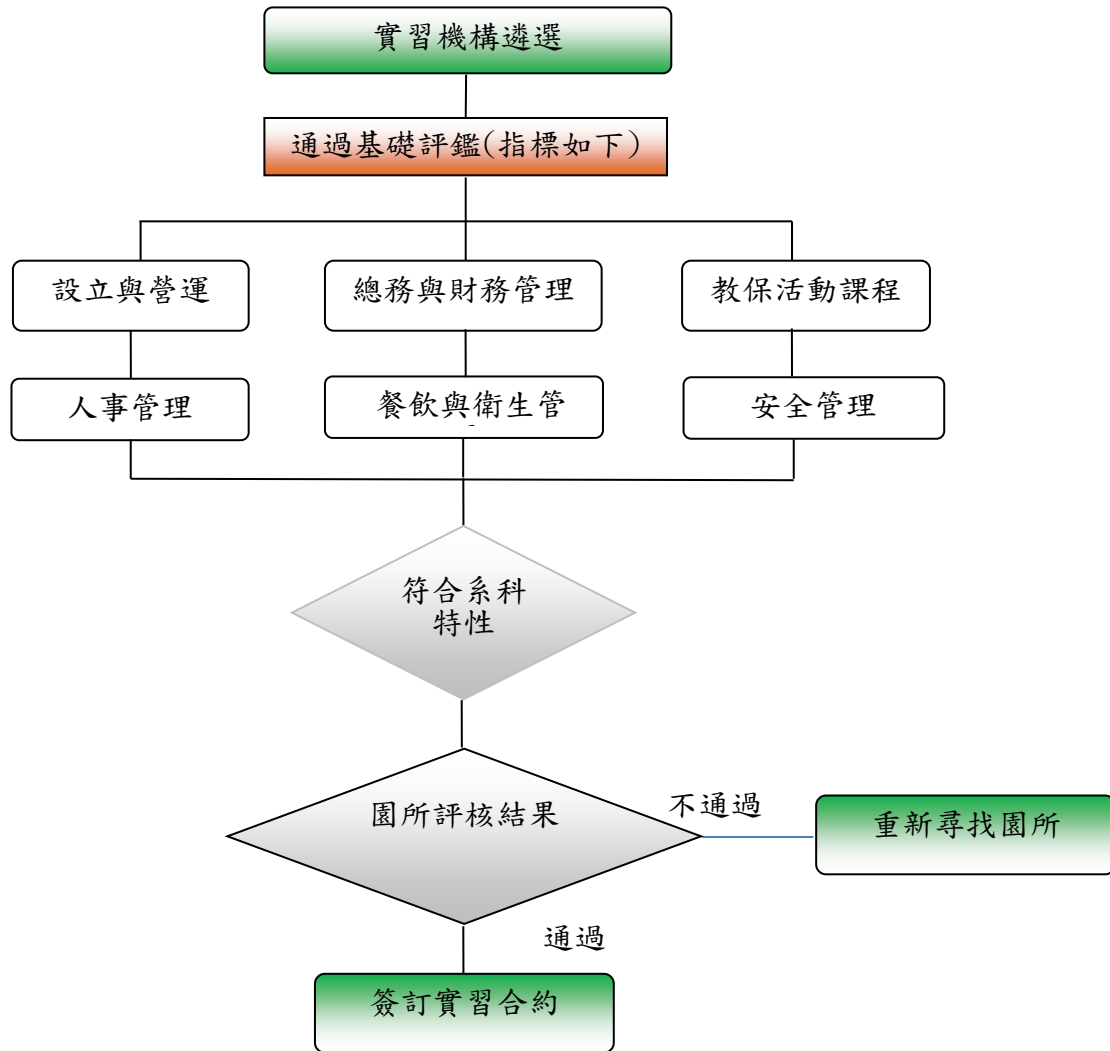 實習機構遴選
通過基礎評鑑(指標如下)
設立與營運
總務與財務管理
教保活動課程
人事管理
餐飲與衛生管
安全管理
符合系科
特性
園所評核結果
不通過
重新尋找園所
通過
簽訂實習合約